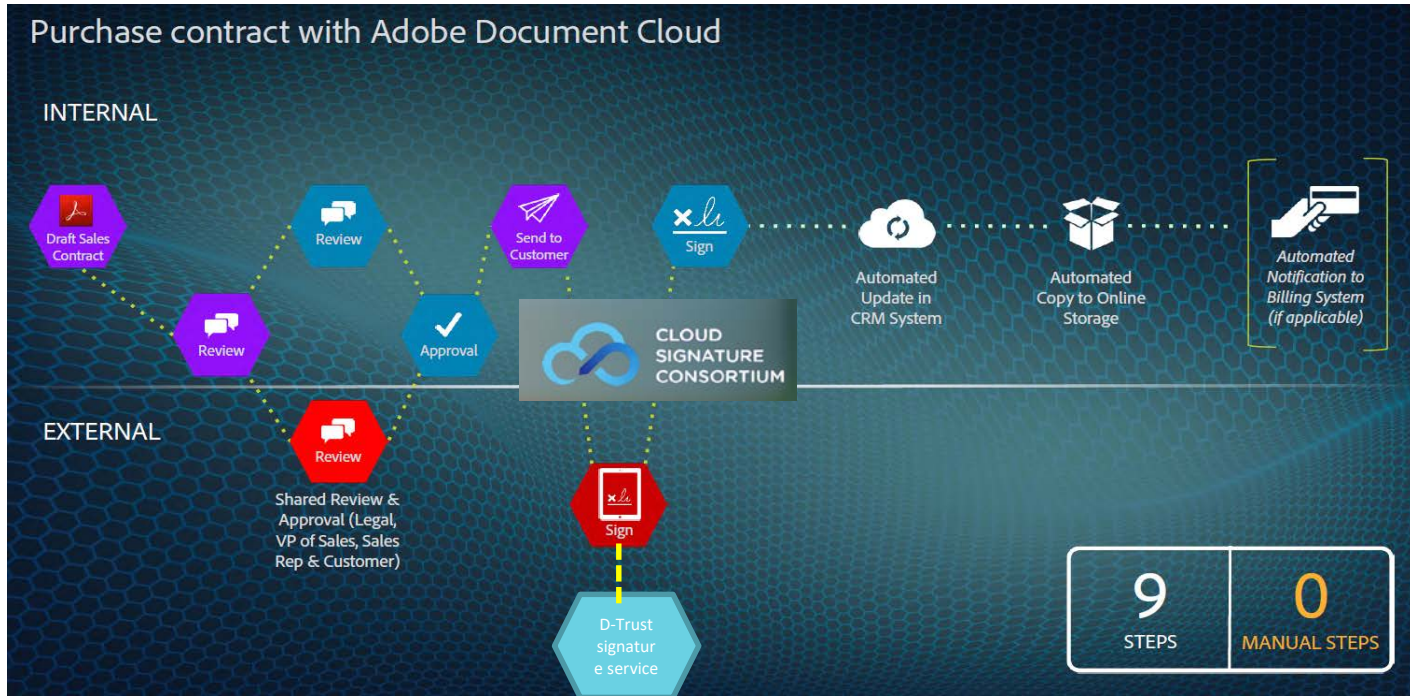 Purchase contract with Adobe Document Cloud
INTERNAL
Draft Sales
Contract
Review
Review
Approval
Send to
Customer
Sign
Automated
Update in
CRM System
Automated
Copy to Online
Storage
Automated
Notification to
Billing System
(if applicable)
CLOUD
SIGNATURE
CONSORTIUM
EXTERNAL
Review
Shared Review &
Approval (Legal,
VP of Sales, Sales
Rep & Customer)
Sign
D-Trust
signatur
e service
9
STEPS
0
MANUAL STEPS